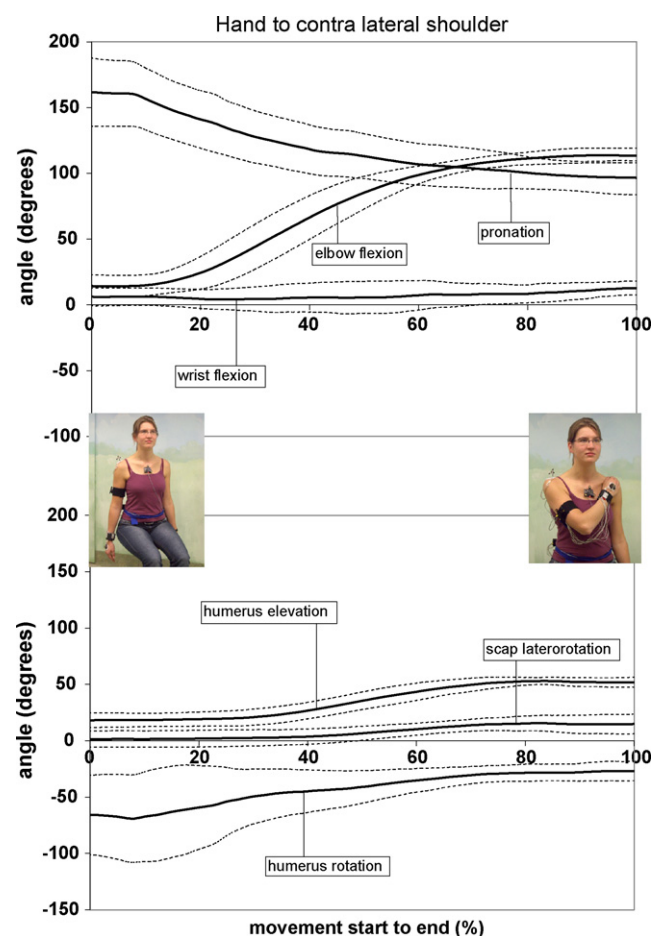 Hand to contra lateral shoulder
200
150
100
50
0
-50
-100
angle (degrees)
0 20 40 60 80 100
pronation
elbow flexion
wrist flexion
200
150
100
50
0
-50
-100
-150
angle (degrees)
humerus elevation
scap laterorotation
0 20 40 60 80 100
humerus rotation
movement start to end (%)